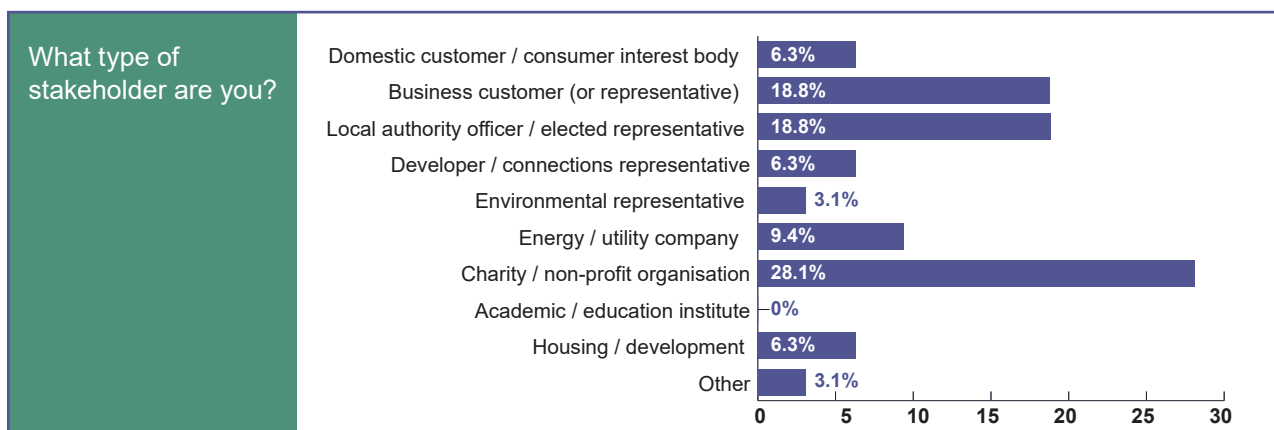 What type of
stakeholder are you?
Domestic customer / consumer interest body 6.3%
Business customer (or representative) 18.8%
Local authority officer / elected representative 18.8%
Developer / connections representative 6.3%
Environmental representative 3.1%
Energy / utility company 9.4%
Charity / non-profit organisation 28.1%
Academic / education institute 0%
Housing / development 6.3%
Other 3.1%
0 5 10 15 20 25 30